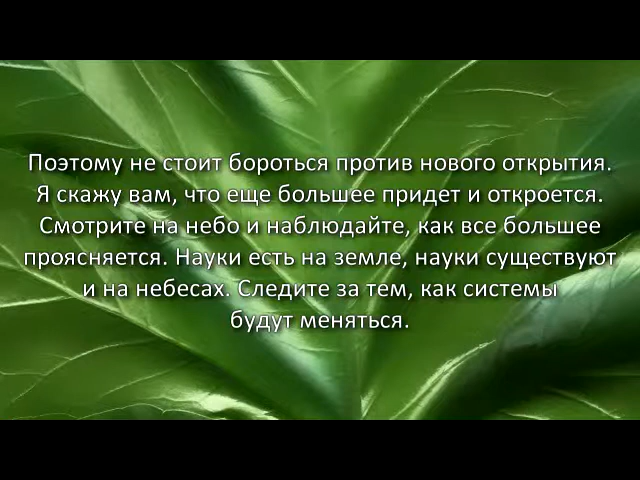 Поэтому не стоит бороться против нового открытия.
Я скажу вам, что еще большее придет и откроется.
Смотрите на небо и наблюдайте, как все большее
проясняется. Науки есть на земле, науки существуют
и на небесах. Следите за тем, как системы
будут меняться.